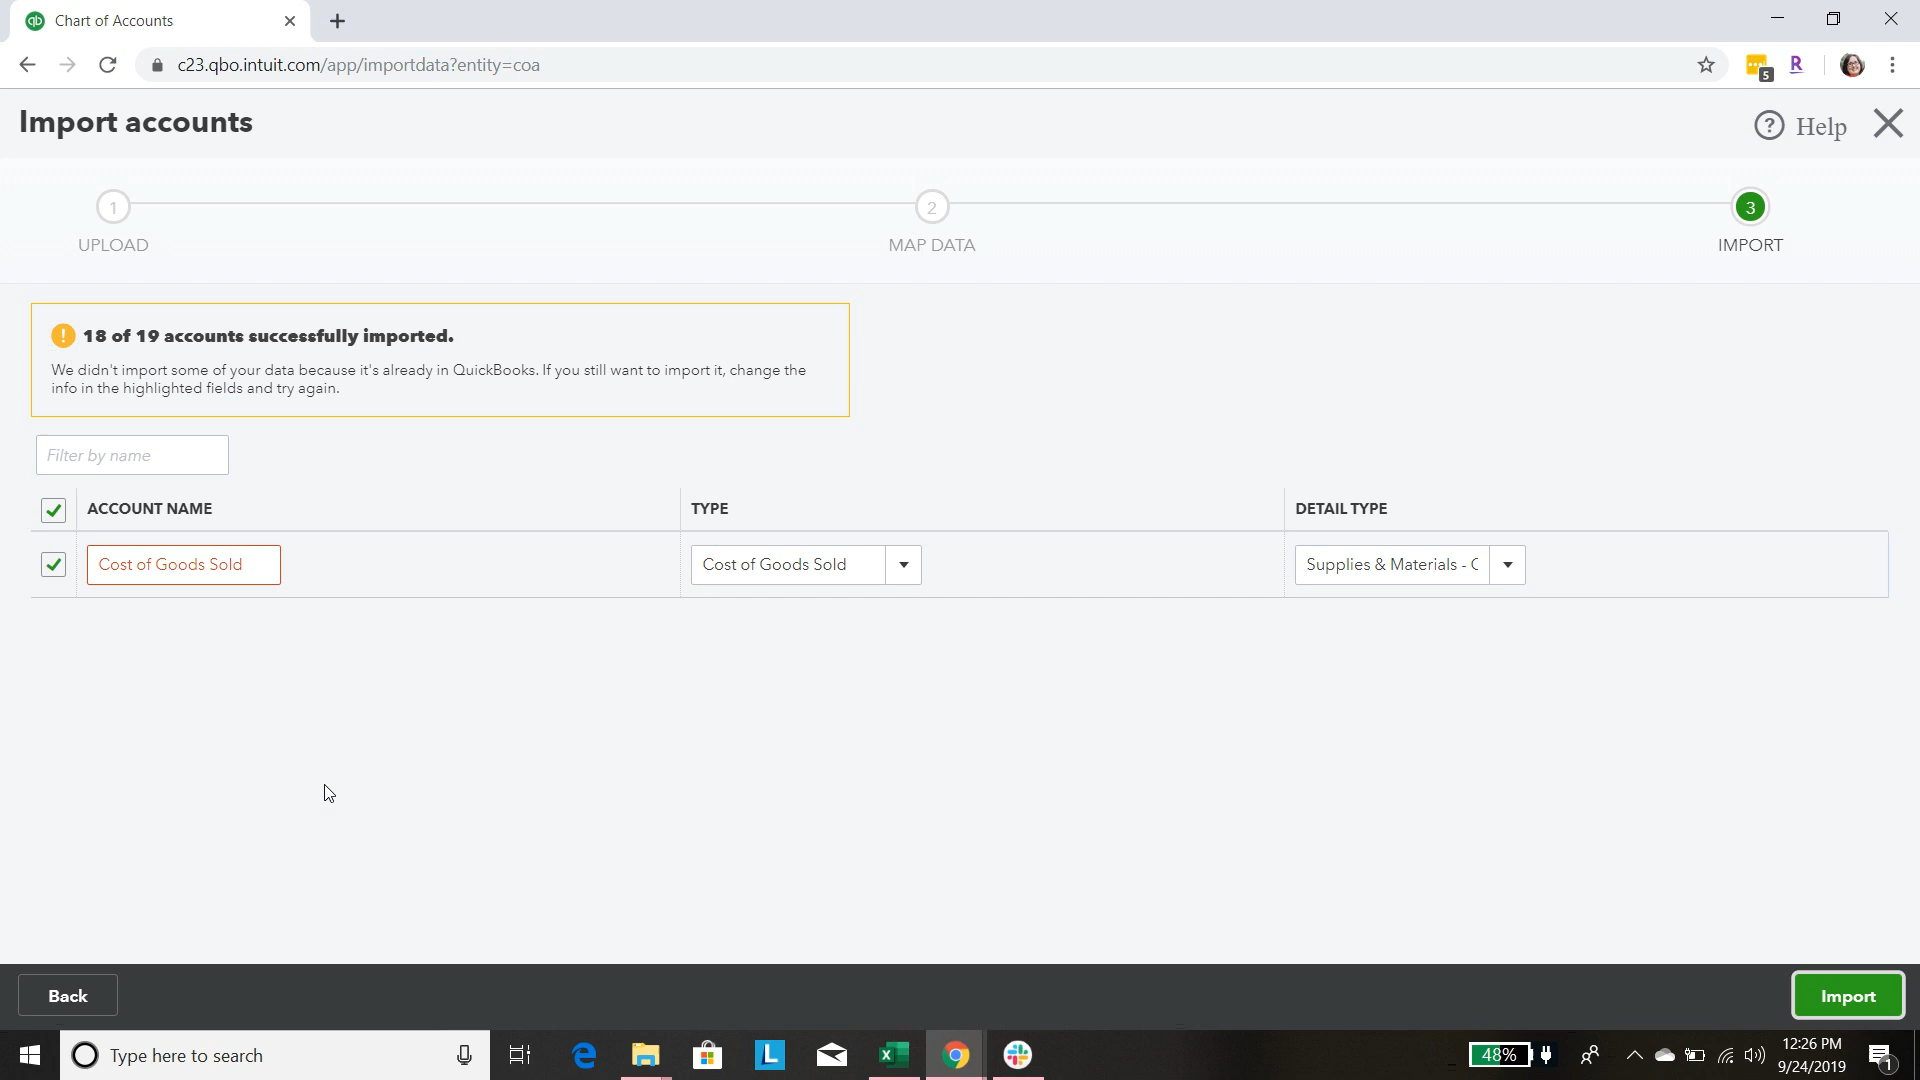 Chart of Accounts
c23.qbo.intuit.com/app/importdata?entity=coa
5
R
Import accounts
? Help
1
2
3
UPLOAD
MAP DATA
IMPORT
! 18 of 19 accounts successfully imported.
We didn't import some of your data because it's already in QuickBooks. If you still want to import it, change the
info in the highlighted fields and try again.
Filter by name
ACCOUNT NAME
TYPE
DETAIL TYPE
Cost of Goods Sold
Cost of Goods Sold
Supplies & Materials - C
Back
Import
Type here to search
48%
12:26 PM
9/24/2019
1